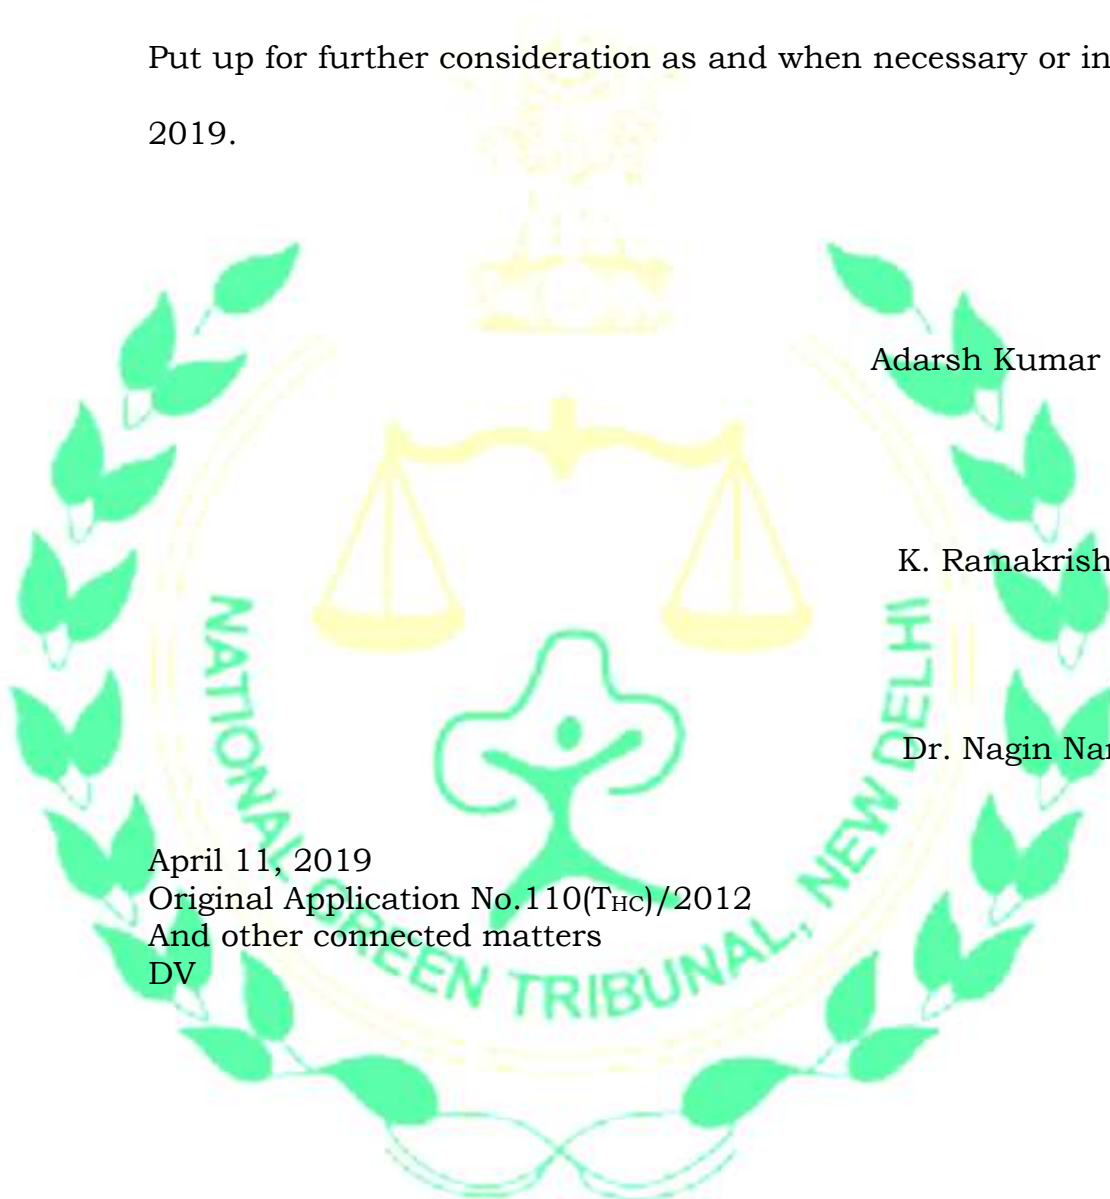 Put up for further consideration as and when necessary or in
2019.
Adarsh Kumar
K. Ramakrish
Dr. Nagin Nar
April 11, 2019
Original Application No.110(THC)/2012
And other connected matters
DV
NATIONAL GREEN TRIBUNAL, NEW DELHI